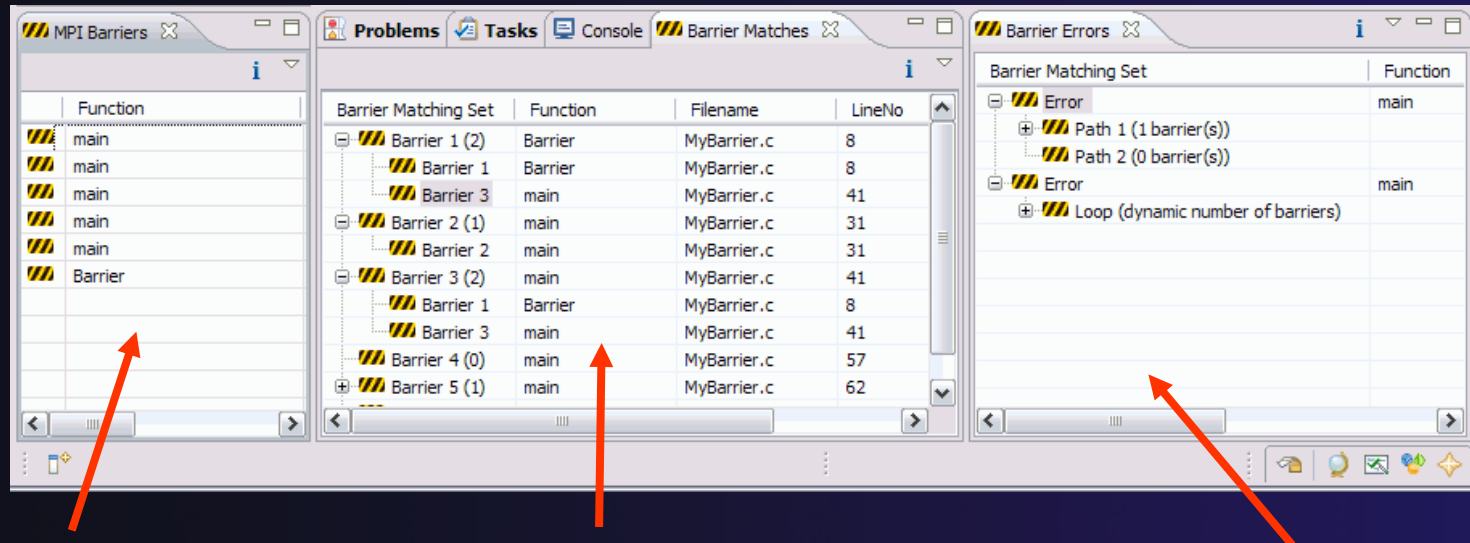 MPI Barriers
Function
main
main
main
main
main
Barrier
Problems Tasks Console Barrier Matches
Barrier Matching Set Function Filename LineNo
Barrier 1 (2) Barrier MyBarrier.c 8
Barrier 1 Barrier MyBarrier.c 8
Barrier 3 main MyBarrier.c 41
Barrier 2 (1) main MyBarrier.c 31
Barrier 2 main MyBarrier.c 31
Barrier 3 (2) main MyBarrier.c 41
Barrier 1 Barrier MyBarrier.c 8
Barrier 3 main MyBarrier.c 41
Barrier 4 (0) main MyBarrier.c 57
Barrier 5 (1) main MyBarrier.c 62
Barrier Errors
Barrier Matching Set Function
Error main
Path 1 (1 barrier(s))
Path 2 (0 barrier(s))
Error main
Loop (dynamic number of barriers)